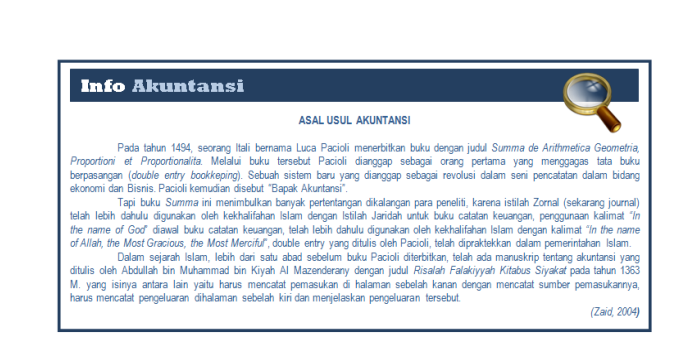 Info Akuntansi
ASAL USUL AKUNTANSI
Pada tahun 1494, seorang Itali bernama Luca Pacioli menerbitkan buku dengan judul Summa de Arithmetica Geometria,
Proportioni et Proportionalita. Melalui buku tersebut Pacioli dianggap sebagai orang pertama yang menggagas tata buku
berpasangan (double entry bookkeping). Sebuah sistem baru yang dianggap sebagai revolusi dalam seni pencatatan dalam bidang
ekonomi dan Bisnis. Pacioli kemudian disebut "Bapak Akuntansi".
Tapi buku Summa ini menimbulkan banyak pertentangan dikalangan para peneliti, karena istilah Zornal (sekarang journal)
telah lebih dahulu digunakan oleh kekhalifahan Islam dengan Istilah Jaridah untuk buku catatan keuangan, penggunaan kalimat "In
the name of God" diawal buku catatan keuangan, telah lebih dahulu digunakan oleh kekhalifahan Islam dengan kalimat "In the name
of Allah, the Most Gracious, the Most Merciful", double entry yang ditulis oleh Pacioli, telah dipraktekkan dalam pemerintahan Islam.
Dalam sejarah Islam, lebih dari satu abad sebelum buku Pacioli diterbitkan, telah ada manuskrip tentang akuntansi yang
ditulis oleh Abdullah bin Muhammad bin Kiyah Al Mazenderany dengan judul Risalah Falakiyyah Kitabus Siyakat pada tahun 1363
M. yang isinya antara lain yaitu harus mencatat pemasukan di halaman sebelah kanan dengan mencatat sumber pemasukannya,
harus mencatat pengeluaran dihalaman sebelah kiri dan menjelaskan pengeluaran tersebut.
(Zaid, 2004)